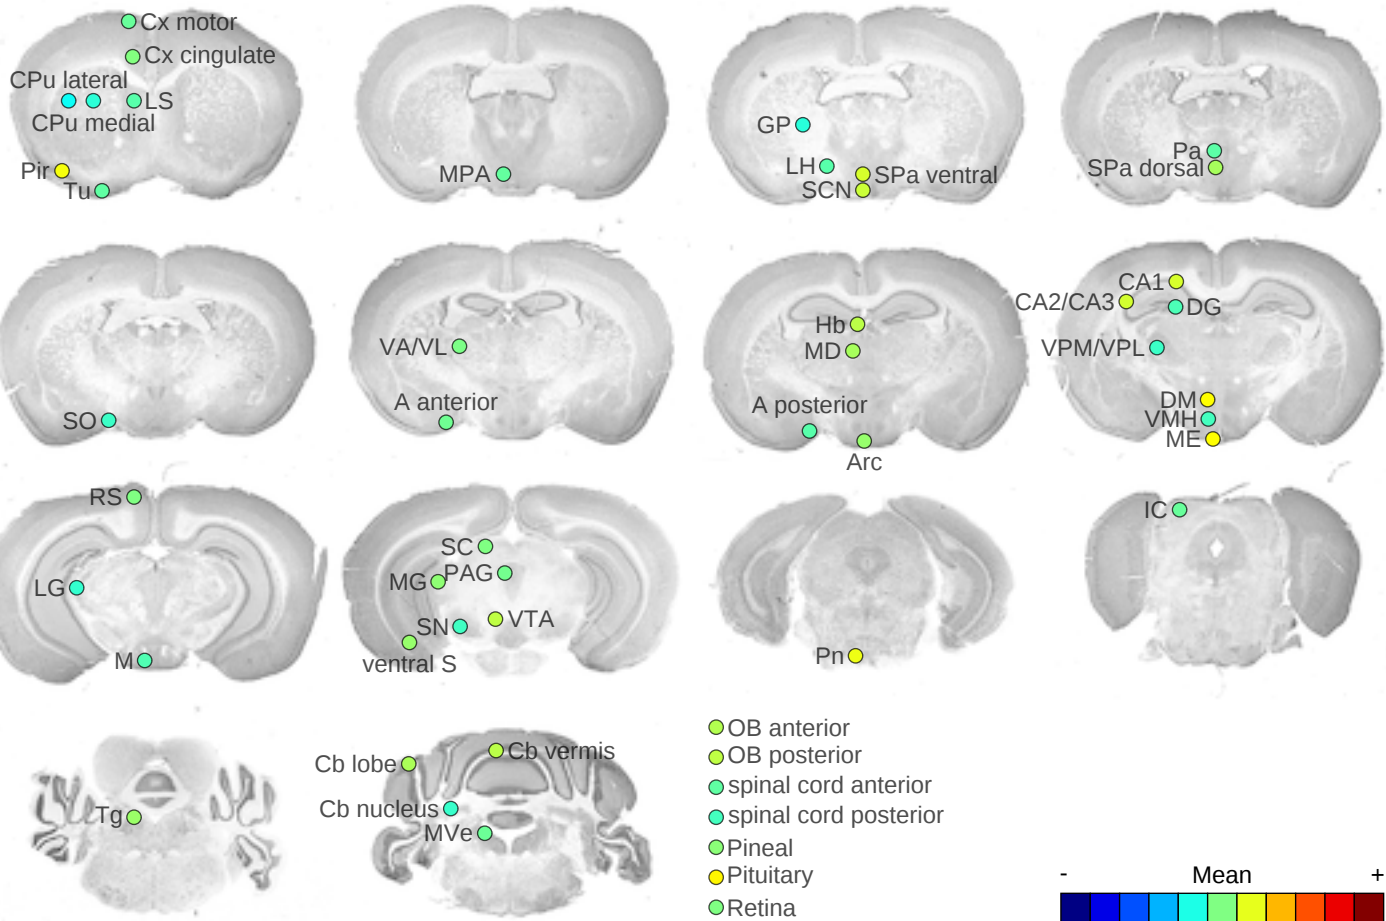 Cx motor
Cx cingulate
CPu lateral
LS
CPu medial
Pir
Tu
MPA
GP
LH
SPa ventral
SCN
Pa
SPa dorsal
SO
VA/VL
A anterior
Hb
MD
A posterior
Arc
CA1
CA2/CA3
DG
VPM/VPL
DM
VMH
ME
RS
LG
M
SC
PAG
MG
SN
VTA
ventral S
Pn
IC
Tg
Cb lobe
Cb vermis
Cb nucleus
MVe
OB anterior
OB posterior
spinal cord anterior
spinal cord posterior
Pineal
Pituitary
Retina
- Mean +